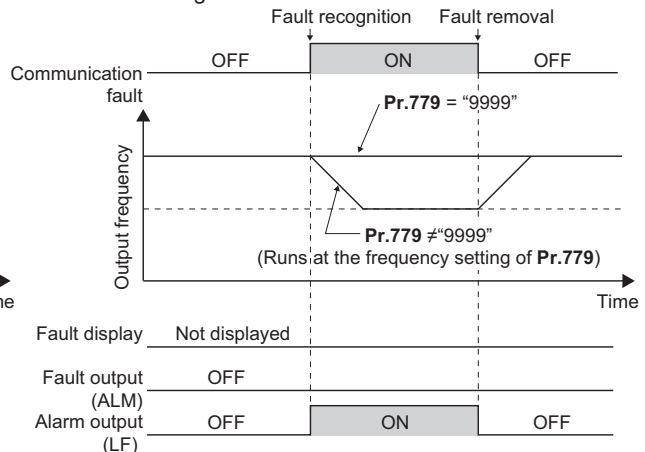 Fault recognition Fault removal
Communication fault OFF ON OFF
Pr.779 = “9999”
Output frequency
Pr.779 ≠“9999”
(Runs at the frequency setting of Pr.779)
Time
Fault display Not displayed
Fault output (ALM) OFF
Alarm output (LF) OFF ON OFF